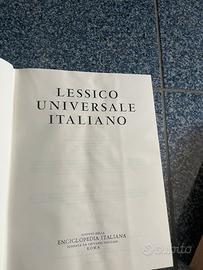 LESSICO
UNIVERSALE
ITALIANO
ISTITUTO DELLA
ENCICLOPEDIA ITALIANA
FONDATA DA GIOVANNI TRECCANI
ROMA
subito